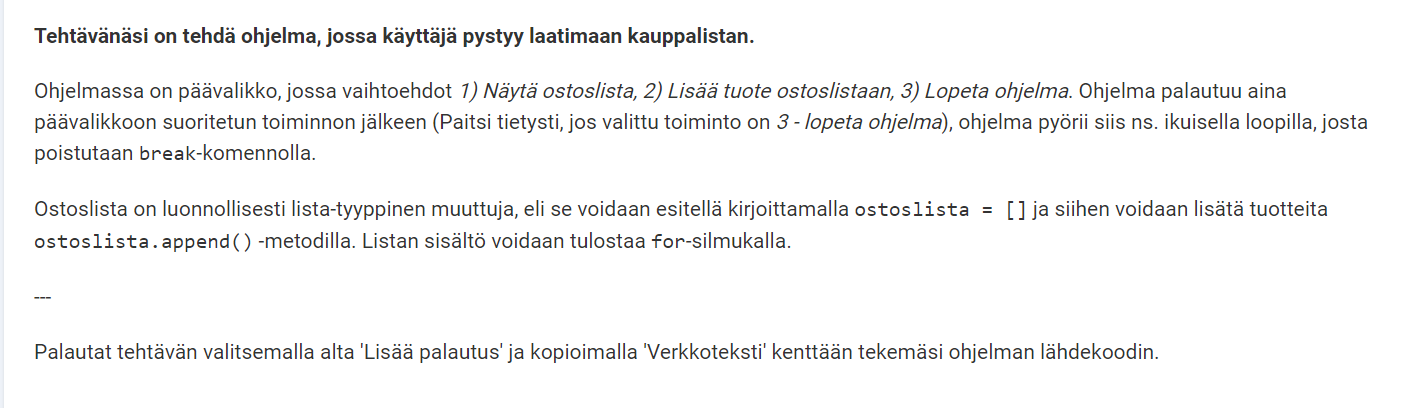 Tehtävänäsi on tehdä ohjelma, jossa käyttäjä pystyy laatimaan kauppalistan.
Ohjelmassa on päävalikko, jossa vaihtoehdot 1) Näytä ostoslista, 2) Lisää tuote ostoslistaan, 3) Lopeta ohjelma. Ohjelma palautuu aina
päävalikkoon suoritetun toiminnon jälkeen (Paitsi tietysti, jos valittu toiminto on 3 - lopeta ohjelma), ohjelma pyörii siis ns. ikuisella loopilla, josta
poistutaan break-komennolla.
Ostoslista on luonnollisesti lista-tyyppinen muuttuja, eli se voidaan esitellä kirjoittamalla ostoslista = [] ja siihen voidaan lisätä tuotteita
ostoslista.append() -metodilla. Listan sisältö voidaan tulostaa for-silmukalla.
---
Palautat tehtävän valitsemalla alta 'Lisää palautus' ja kopioimalla 'Verkkoteksti' kenttään tekemäsi ohjelman lähdekoodin.